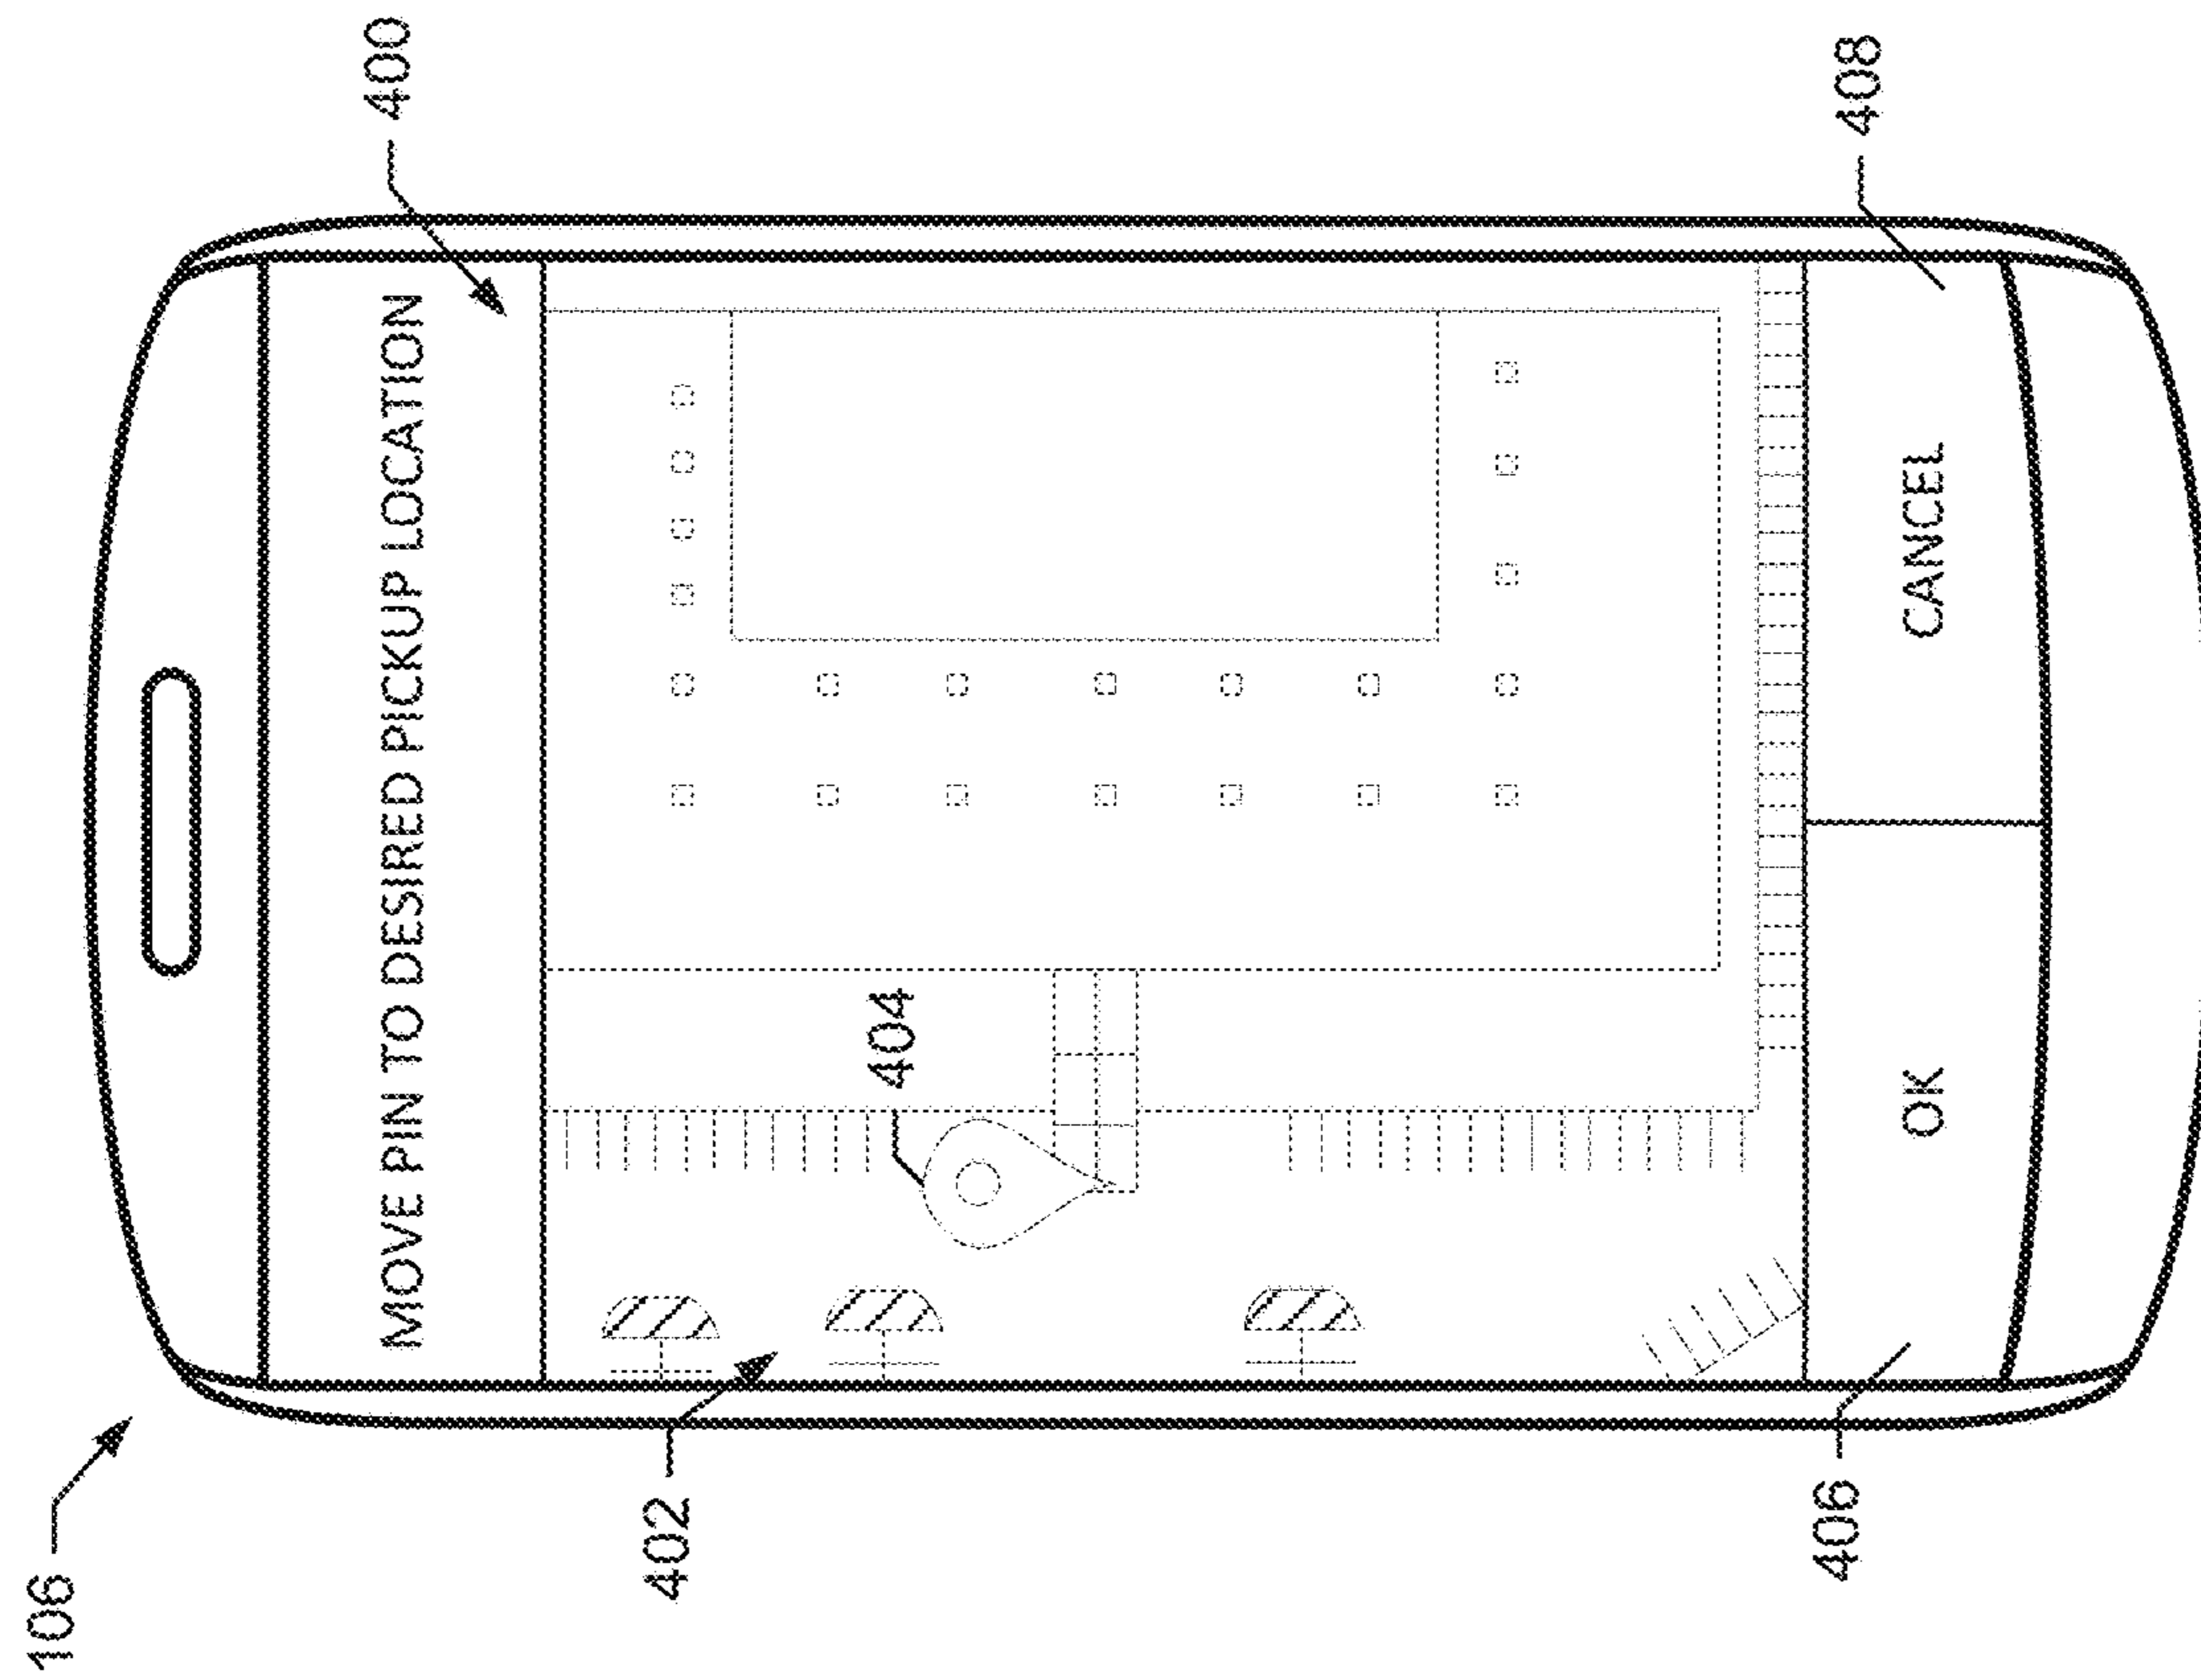 106
400
MOVE PIN TO DESIRED PICKUP LOCATION
402
404
406
OK
CANCEL
408